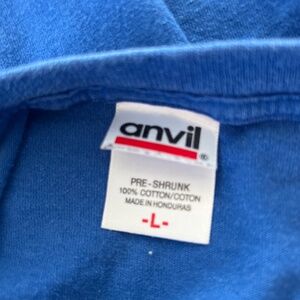 anvil
®
PRE-SHRUNK
100% COTTON/COTON
MADE IN HONDURAS
-L-